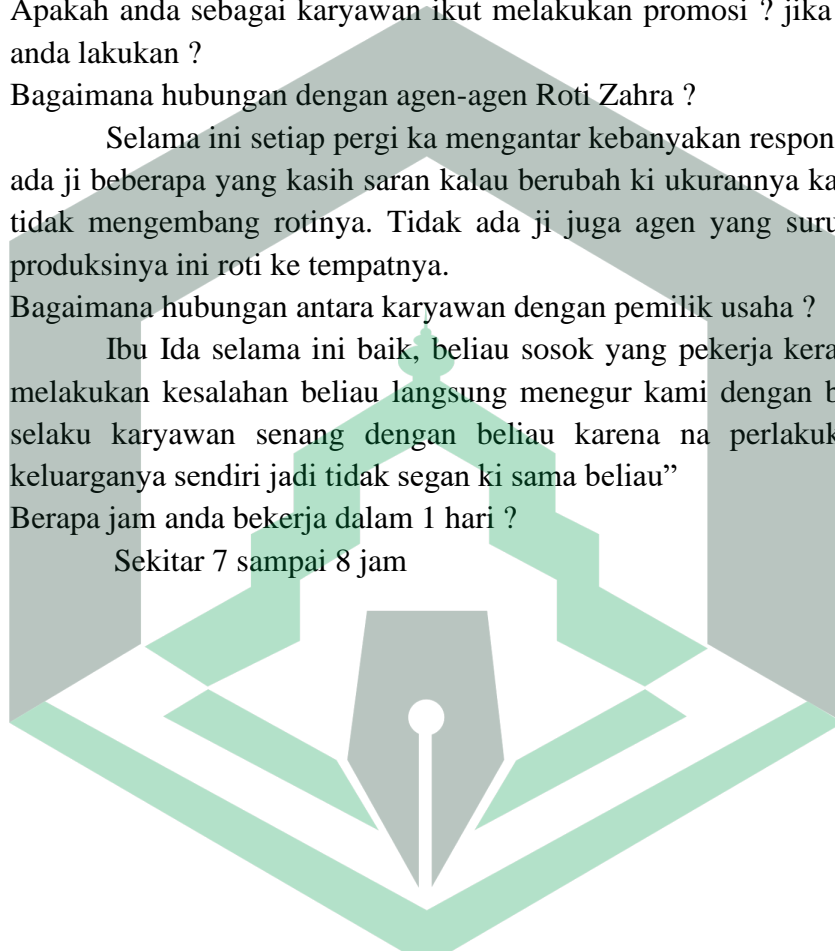 Apakah anda sebagai karyawan ikut melakukan promosi ? jika
anda lakukan ?
Bagaimana hubungan dengan agen-agen Roti Zahra ?
Selama ini setiap pergi ka mengantar kebanyakan respon
ada ji beberapa yang kasih saran kalau berubah ki ukurannya
tidak mengembang rotinya. Tidak ada ji juga agen yang
produksinya ini roti ke tempatnya.
Bagaimana hubungan antara karyawan dengan pemilik usaha ?
Ibu Ida selama ini baik, beliau sosok yang pekerja
melakukan kesalahan beliau langsung menegur kami dengan
selaku karyawan senang dengan beliau karena na
keluarganya sendiri jadi tidak segan ki sama beliau”
Berapa jam anda bekerja dalam 1 hari ?
Sekitar 7 sampai 8 jam